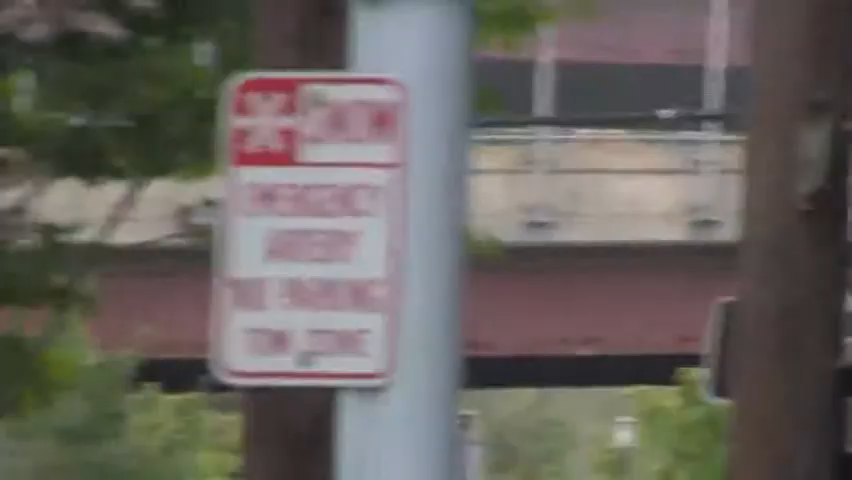 SNOW
EMERGENCY
ARTERY
NO PARKING
TOW ZONE